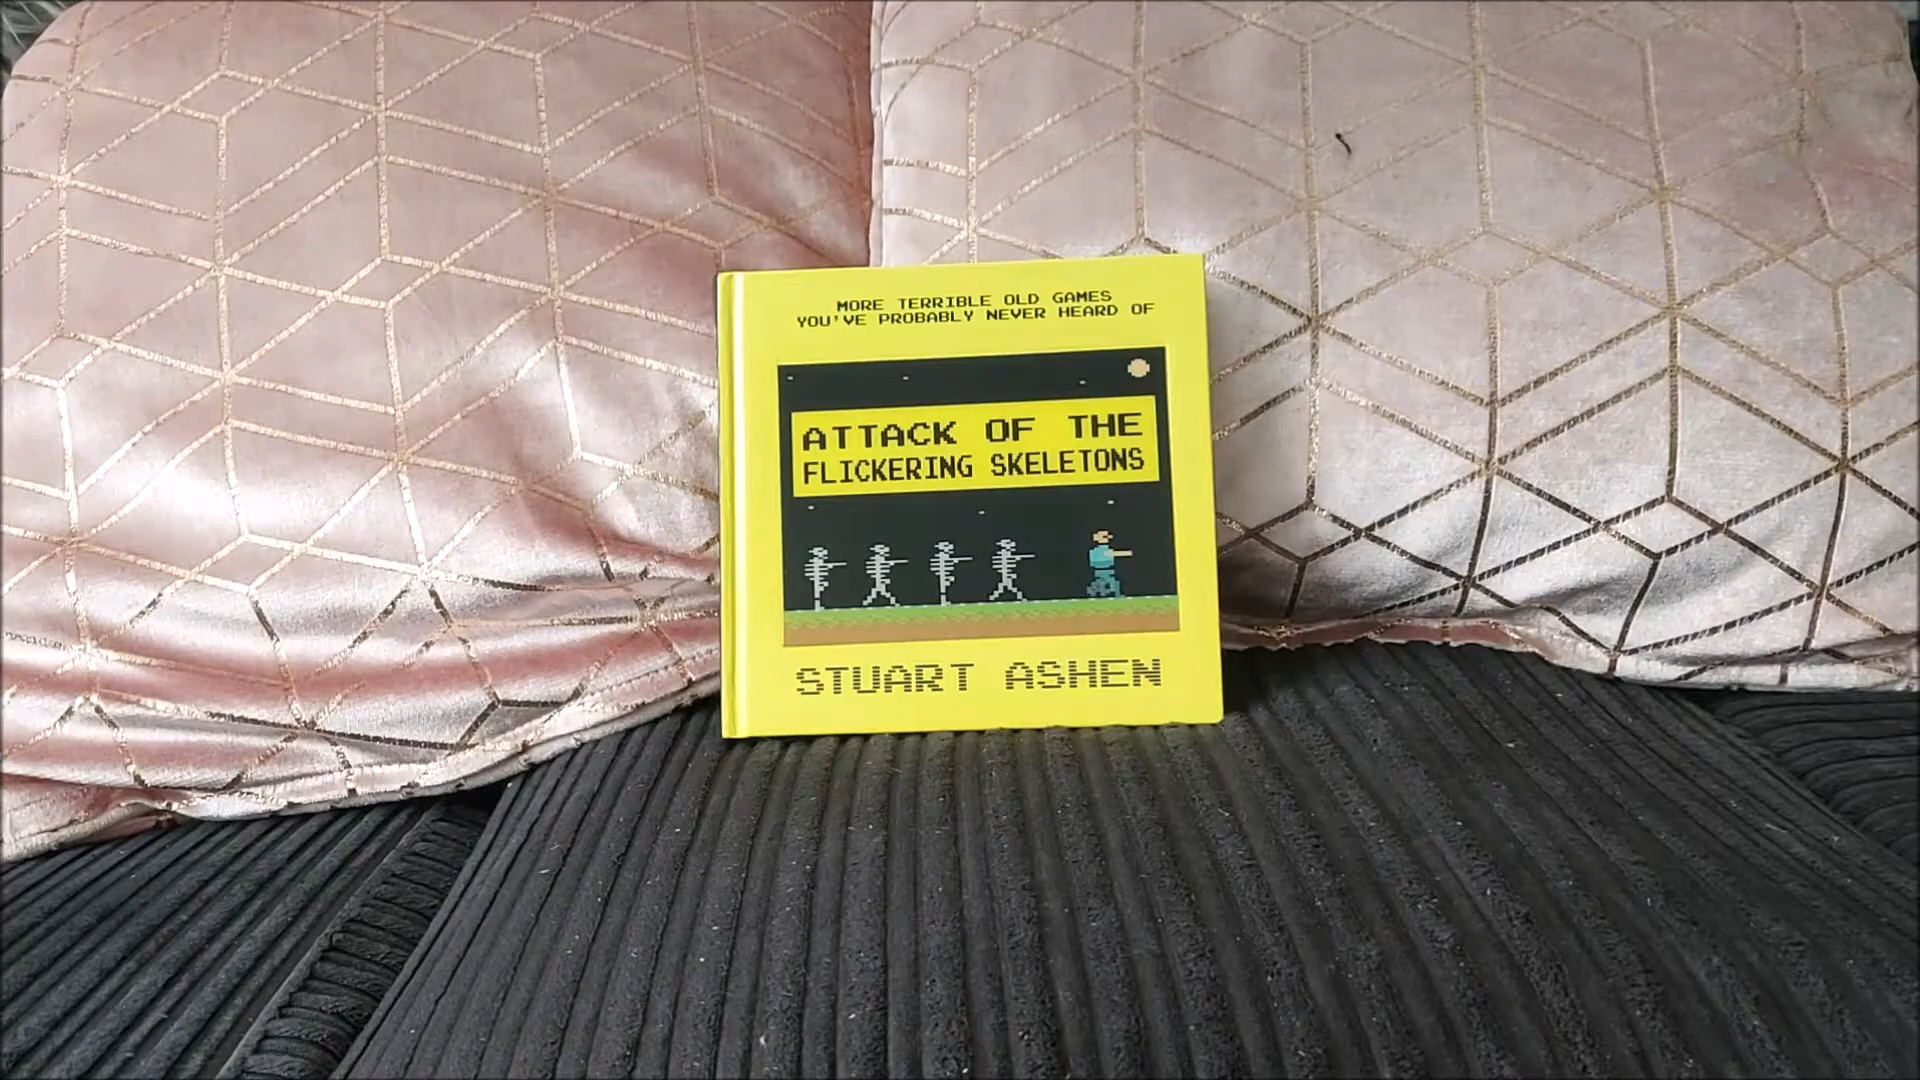 MORE TERRIBLE OLD GAMES
YOU'VE PROBABLY NEVER HEARD OF
ATTACK OF THE
FLICKERING SKELETONS
STUART ASHEN